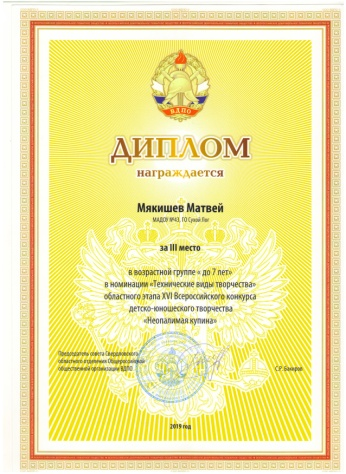 ВДПО
ДИПЛОМ
награждается
Мякишев Матвей
МАДОУ №43, ГО Сухой Лог
за III место
в возрастной группе « до 7 лет»
в номинации «Технические виды творчества»
областного этапа XVI Всероссийского конкурса
детско-юношеского творчества
«Неопалимая купина»
Председатель совета Свердловского
областного отделения Общероссийской
общественной организации ВДПО
С.Р. Бахаров
2019 год